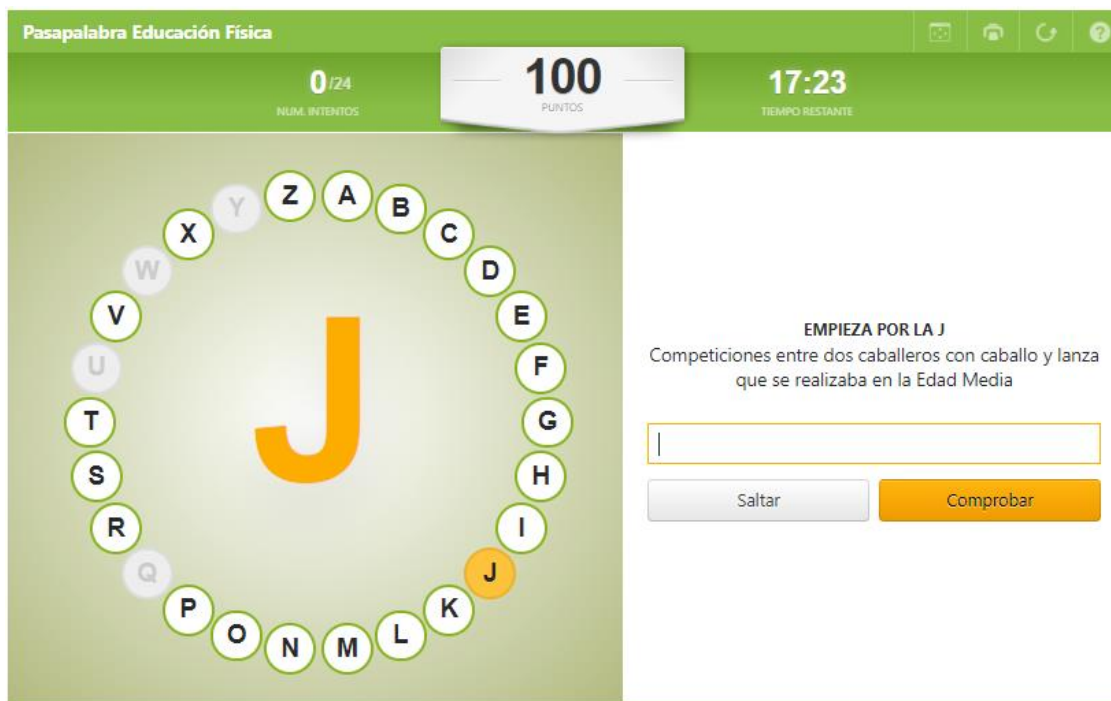 Pasapalabra Educación Física
?
0/24
NUM. INTENTOS
100
PUNTOS
17:23
TIEMPO RESTANTE
A
B
C
D
E
F
G
H
I
J
K
L
M
N
O
P
Q
R
S
T
U
V
W
X
Y
Z
J
EMPIEZA POR LA J
Competiciones entre dos caballeros con caballo y lanza
que se realizaba en la Edad Media
Saltar
Comprobar